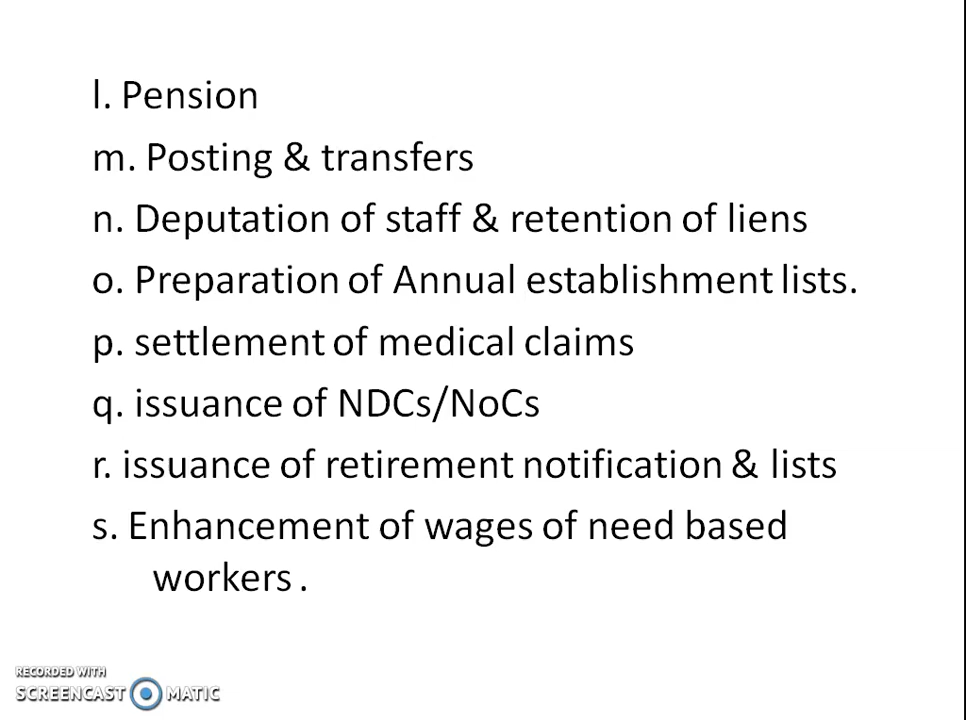 l. Pension
m. Posting & transfers
n. Deputation of staff & retention of liens
o. Preparation of Annual establishment lists.
p. settlement of medical claims
q. issuance of NDCs/NoCs
r. issuance of retirement notification & lists
s. Enhancement of wages of need based
workers .
RECORDED WITH
SCREENCAST MATIC